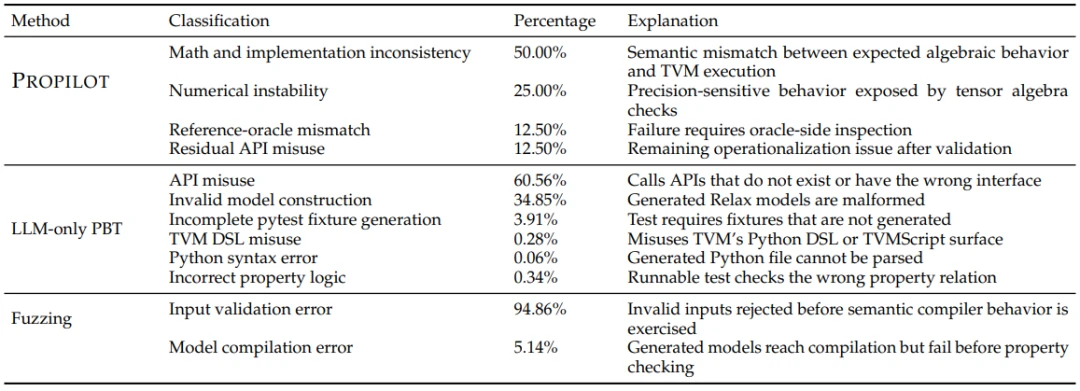 Method Classification Percentage Explanation
Math and implementation inconsistency 50.00% Semantic mismatch between expected algebraic behavior
and TVM execution
PROPILOT
Numerical instability 25.00% Precision-sensitive behavior exposed by tensor algebra
checks
Reference-oracle mismatch 12.50% Failure requires oracle-side inspection
Residual API misuse 12.50% Remaining operationalization issue after validation
API misuse 60.56% Calls APIs that do not exist or have the wrong interface
Invalid model construction 34.85% Generated Relax models are malformed
Incomplete pytest fixture generation 3.91% Test requires fixtures that are not generated
LLM-only PBT
TVM DSL misuse 0.28% Misuses TVM's Python DSL or TVMScript surface
Python syntax error 0.06% Generated Python file cannot be parsed
Incorrect property logic 0.34% Runnable test checks the wrong property relation
Fuzzing
Input validation error 94.86% Invalid inputs rejected before semantic compiler behavior is
exercised
Model compilation error 5.14% Generated models reach compilation but fail before property
checking